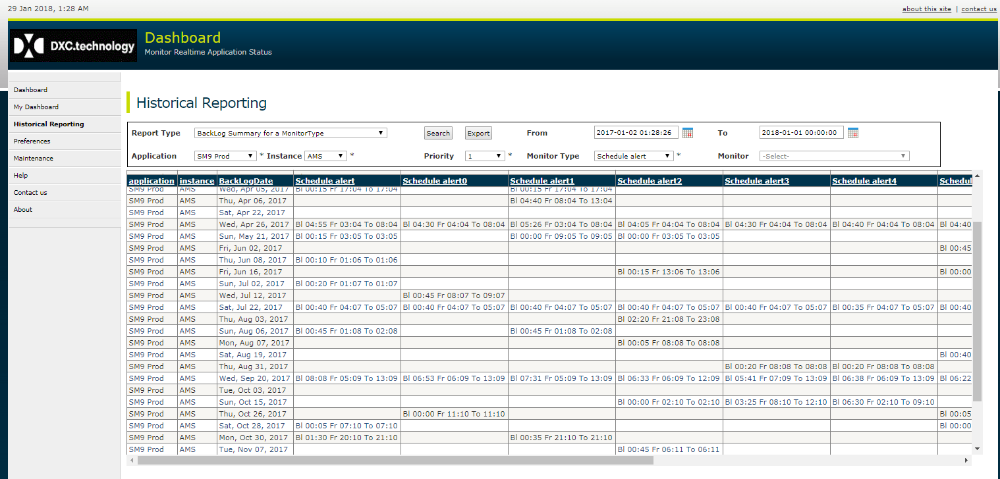 29 Jan 2018, 1:28 AM about this site | contact us
DXC.technology
Dashboard
Monitor Realtime Application Status
Dashboard
My Dashboard
Historical Reporting
Preferences
Maintenance
Help
Contact us
About
Historical Reporting
Report Type BackLog Summary for a MonitorType Search Export From 2017-01-02 01:28:26 To 2018-01-01 00:00:00
Application SM9 Prod * Instance AMS * Priority 1 * Monitor Type Schedule alert * Monitor -Select-
application instance BackLogDate Schedule alert Schedule alert0 Schedule alert1 Schedule alert2 Schedule alert3 Schedule alert4 Schedul
SM9 Prod AMS Wed, Apr 05, 2017 Bl 00:15 Fr 17:04 To 17:04 Bl 00:15 Fr 17:04 To 17:04
SM9 Prod AMS Thu, Apr 06, 2017 Bl 04:40 Fr 08:04 To 13:04
SM9 Prod AMS Sat, Apr 22, 2017
SM9 Prod AMS Wed, Apr 26, 2017 Bl 04:55 Fr 03:04 To 08:04 Bl 04:30 Fr 04:04 To 08:04 Bl 05:26 Fr 03:04 To 08:04 Bl 04:05 Fr 04:04 To 08:04 Bl 04:30 Fr 04:04 To 08:04 Bl 04:40 Fr 04:04 To 08:04 Bl 04:40
SM9 Prod AMS Sun, May 21, 2017 Bl 00:15 Fr 03:05 To 03:05 Bl 00:00 Fr 09:05 To 09:05 Bl 00:00 Fr 03:05 To 03:05
SM9 Prod AMS Fri, Jun 02, 2017 Bl 00:45
SM9 Prod AMS Thu, Jun 08, 2017 Bl 00:10 Fr 01:06 To 01:06
SM9 Prod AMS Fri, Jun 16, 2017 Bl 00:15 Fr 13:06 To 13:06 Bl 00:00
SM9 Prod AMS Sun, Jul 02, 2017 Bl 00:20 Fr 01:07 To 01:07
SM9 Prod AMS Wed, Jul 12, 2017 Bl 00:45 Fr 08:07 To 09:07
SM9 Prod AMS Sat, Jul 22, 2017 Bl 00:40 Fr 04:07 To 05:07 Bl 00:40 Fr 04:07 To 05:07 Bl 00:40 Fr 04:07 To 05:07 Bl 00:40 Fr 04:07 To 05:07 Bl 00:40 Fr 04:07 To 05:07 Bl 00:35 Fr 04:07 To 05:07 Bl 00:40
SM9 Prod AMS Thu, Aug 03, 2017 Bl 02:20 Fr 21:08 To 23:08
SM9 Prod AMS Sun, Aug 06, 2017 Bl 00:45 Fr 01:08 To 02:08 Bl 00:45 Fr 01:08 To 02:08
SM9 Prod AMS Mon, Aug 07, 2017 Bl 00:05 Fr 08:08 To 08:08
SM9 Prod AMS Sat, Aug 19, 2017 Bl 00:40
SM9 Prod AMS Thu, Aug 31, 2017 Bl 00:20 Fr 08:08 To 08:08 Bl 00:20 Fr 08:08 To 08:08
SM9 Prod AMS Wed, Sep 20, 2017 Bl 08:08 Fr 05:09 To 13:09 Bl 06:53 Fr 06:09 To 13:09 Bl 07:31 Fr 05:09 To 13:09 Bl 06:33 Fr 06:09 To 12:09 Bl 05:41 Fr 07:09 To 13:09 Bl 06:38 Fr 06:09 To 13:09 Bl 06:22
SM9 Prod AMS Tue, Oct 03, 2017
SM9 Prod AMS Sun, Oct 15, 2017 Bl 00:00 Fr 02:10 To 02:10 Bl 03:25 Fr 08:10 To 12:10 Bl 06:30 Fr 02:10 To 09:10
SM9 Prod AMS Thu, Oct 26, 2017 Bl 00:00 Fr 11:10 To 11:10 Bl 00:05
SM9 Prod AMS Sat, Oct 28, 2017 Bl 00:05 Fr 07:10 To 07:10 Bl 00:00
SM9 Prod AMS Mon, Oct 30, 2017 Bl 01:30 Fr 20:10 To 21:10 Bl 00:35 Fr 21:10 To 21:10
SM9 Prod AMS Tue, Nov 07, 2017 Bl 00:45 Fr 06:11 To 06:11